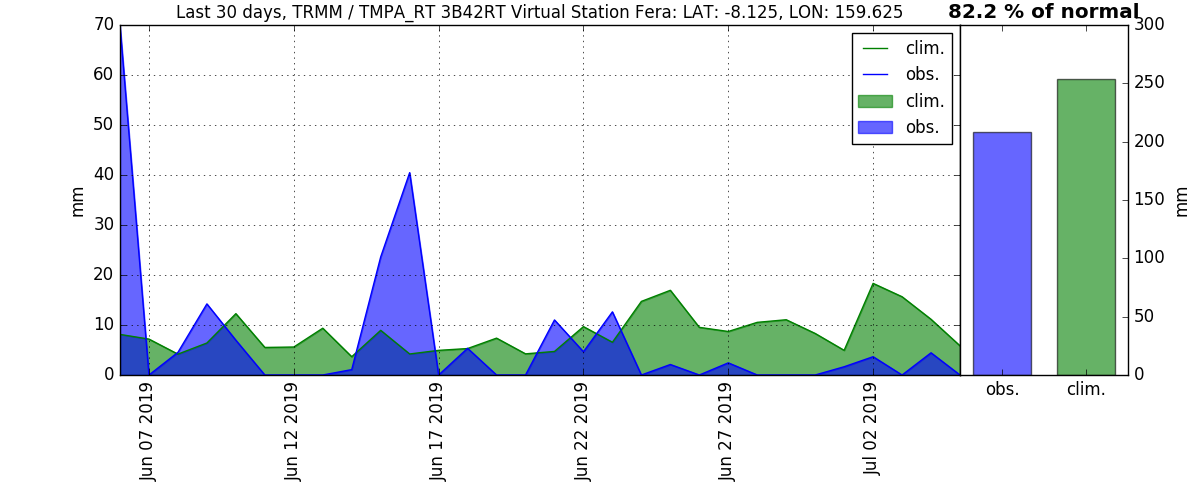 Last 30 days, TRMM / TMPA_RT 3B42RT Virtual Station Fera: LAT: -8.125, LON: 159.625
82.2 % of normal
70
60
50
40
30
20
10
0
mm
clim.
obs.
clim.
obs.
Jun 07 2019
Jun 12 2019
Jun 17 2019
Jun 22 2019
Jun 27 2019
Jul 02 2019
300
250
200
150
100
50
0
mm
obs.
clim.